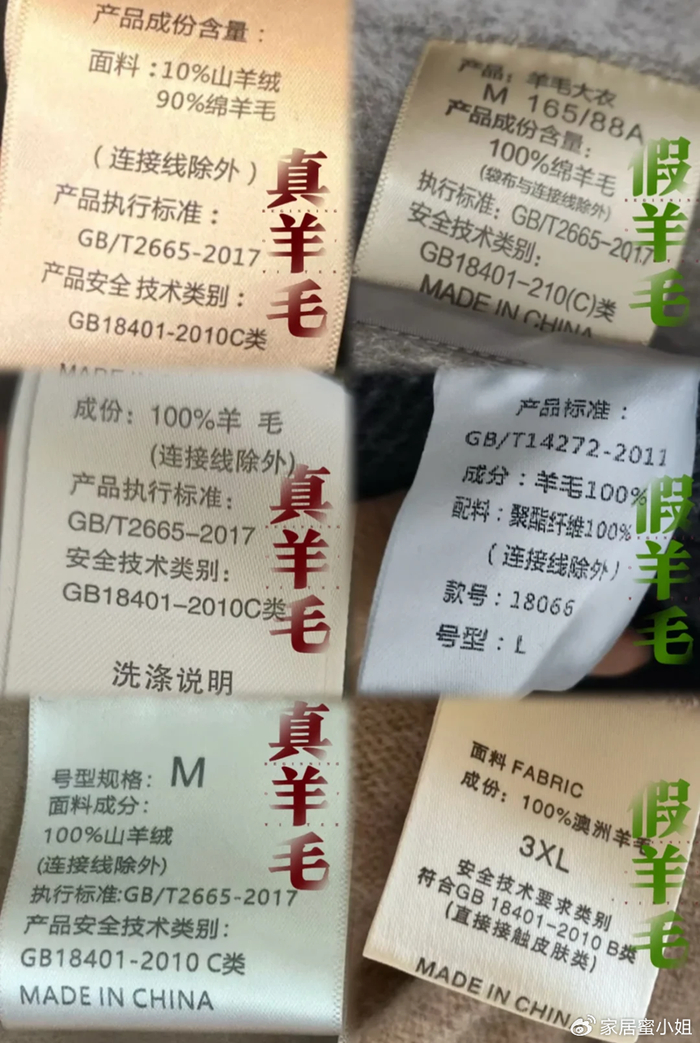 产品成份含量：
面料：10%山羊绒
90%绵羊毛
（连接线除外）
产品执行标准：
GB/T2665-2017
产品安全 技术类别：
GB18401-2010C类
真羊毛
产品：羊毛大衣
M 165/88A
产品成份含量：
100%绵羊毛
(袋布与连接线除外)
执行标准：GB/T2665-2017
安全技术类别：
GB18401-210(C)类
MADE IN CHINA
假羊毛
成份：100%羊 毛
(连接线除外)
产品执行标准：
GB/T2665-2017
安全技术类别：
GB18401-2010C类
洗涤说明
真羊毛
产品标准：
GB/T14272-2011
成分：羊毛100%
配料：聚酯纤维100%
（连接线除外）
款号：18066
号型：L
假羊毛
号型规格：M
面料成分：
100%山羊绒
(连接线除外)
执行标准:GB/T2665-2017
产品安全技术类别：
GB18401-2010 C类
MADE IN CHINA
真羊毛
面料 FABRIC
成份：100%澳洲羊毛
3XL
安全技术要求类别
符合GB 18401-2010 B类
(直接接触皮肤类)
MADE IN CHIN
假羊毛
家居蜜小姐